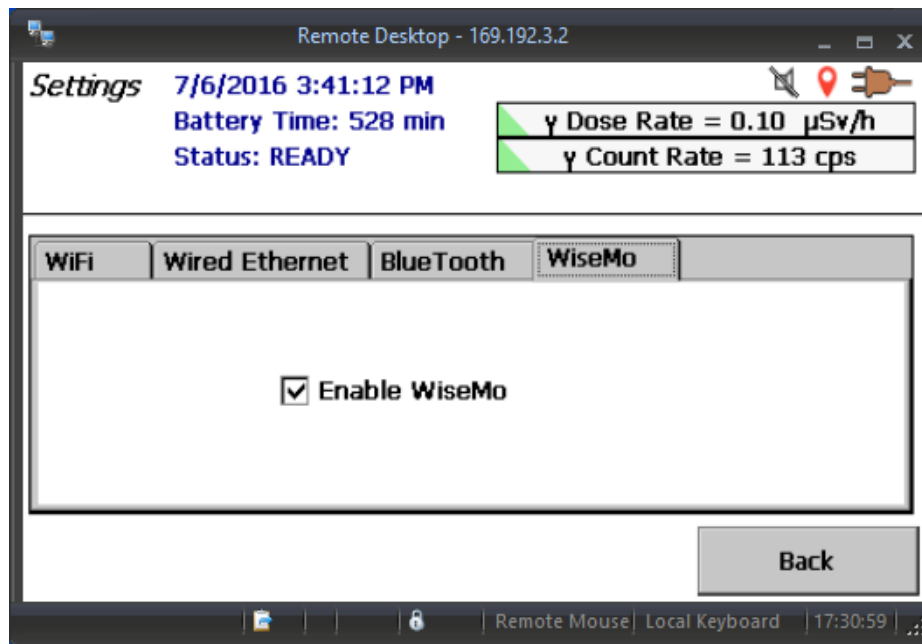 Remote Desktop - 169.192.3.2
Settings 7/6/2016 3:41:12 PM
Battery Time: 528 min
Status: READY
γ Dose Rate = 0.10 µSv/h
γ Count Rate = 113 cps
WiFi Wired Ethernet BlueTooth WiseMo
Enable WiseMo
Back
Remote Mouse Local Keyboard 17:30:59